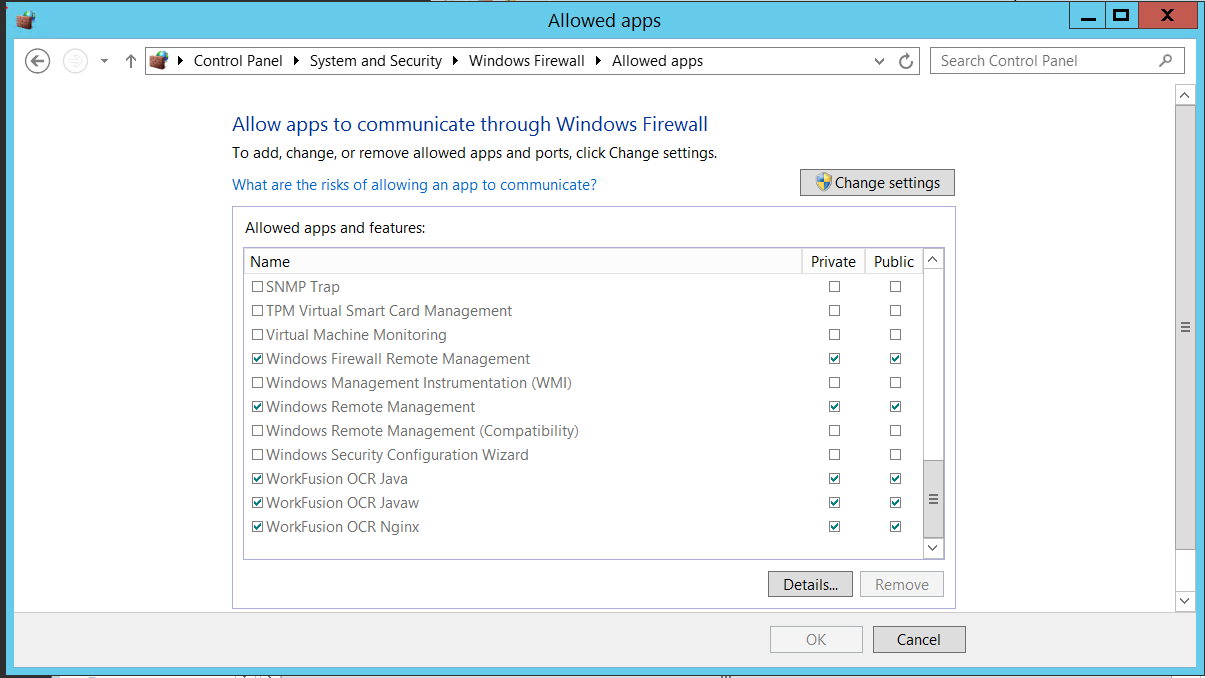 Allowed apps
Control Panel System and Security Windows Firewall Allowed apps
Search Control Panel
Allow apps to communicate through Windows Firewall
To add, change, or remove allowed apps and ports, click Change settings.
What are the risks of allowing an app to communicate?
Change settings
Allowed apps and features:
Name Private Public
SNMP Trap
TPM Virtual Smart Card Management
Virtual Machine Monitoring
Windows Firewall Remote Management
Windows Management Instrumentation (WMI)
Windows Remote Management
Windows Remote Management (Compatibility)
Windows Security Configuration Wizard
WorkFusion OCR Java
WorkFusion OCR Javaw
WorkFusion OCR Nginx
Details... Remove
OK Cancel